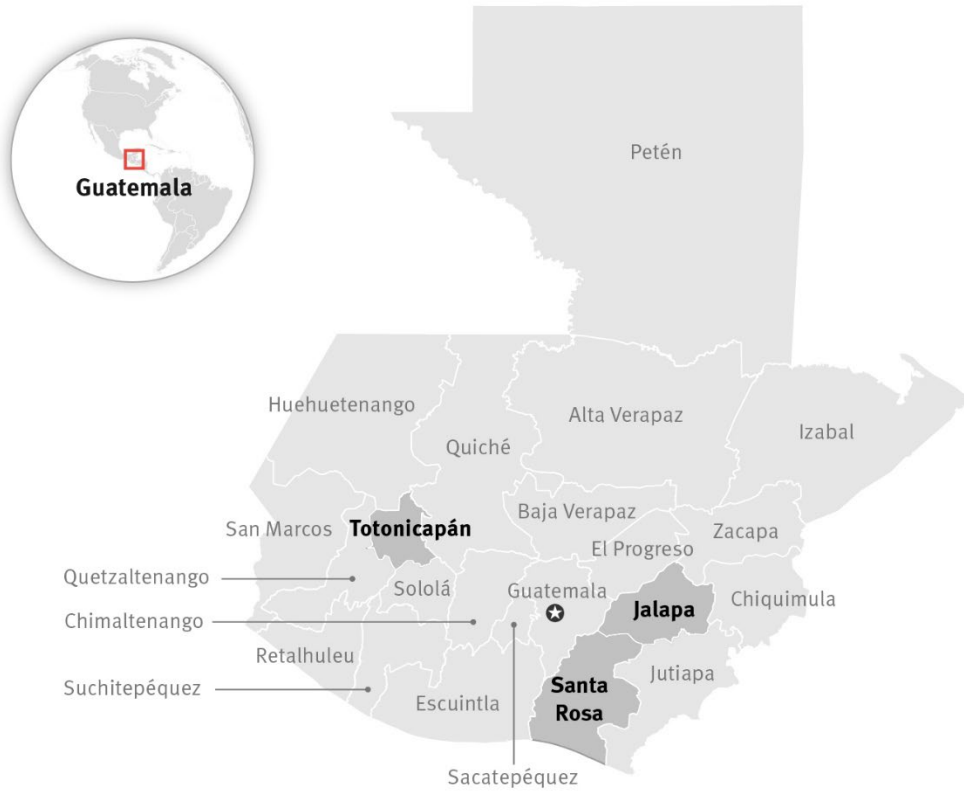 Guatemala
Petén
Huehuetenango
Alta Verapaz
Izabal
Quiché
Baja Verapaz
San Marcos
Totonicapán
Zacapa
El Progreso
Quetzaltenango
Sololá
Guatemala
Chiquimula
Jalapa
Chimaltenango
Retalhuleu
Jutiapa
Suchitepéquez
Santa
Rosa
Escuintla
Sacatepéquez